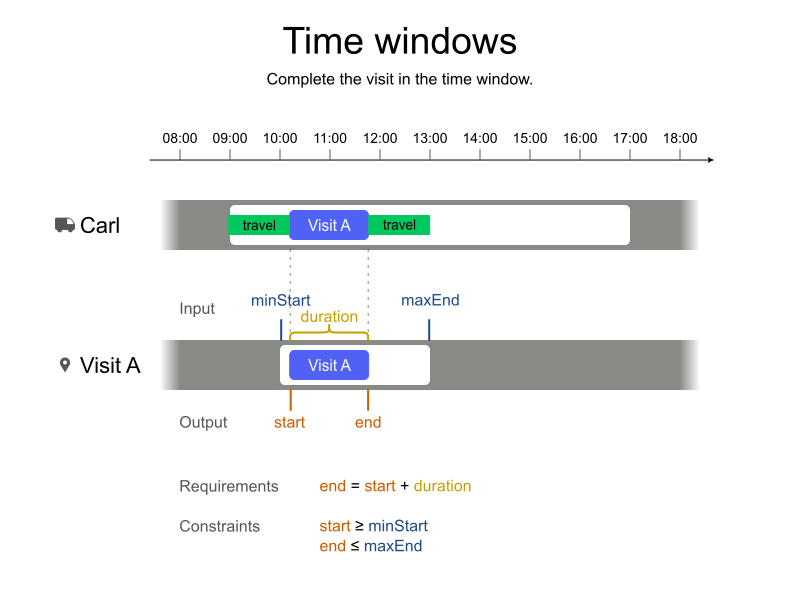 Time windows
Complete the visit in the time window.
08:00 09:00 10:00 11:00 12:00 13:00 14:00 15:00 16:00 17:00 18:00
Carl
travel Visit A travel
Input
minStart
maxEnd
duration
Visit A
Visit A
Output
start
end
Requirements
end = start + duration
Constraints
start ≥ minStart
end ≤ maxEnd